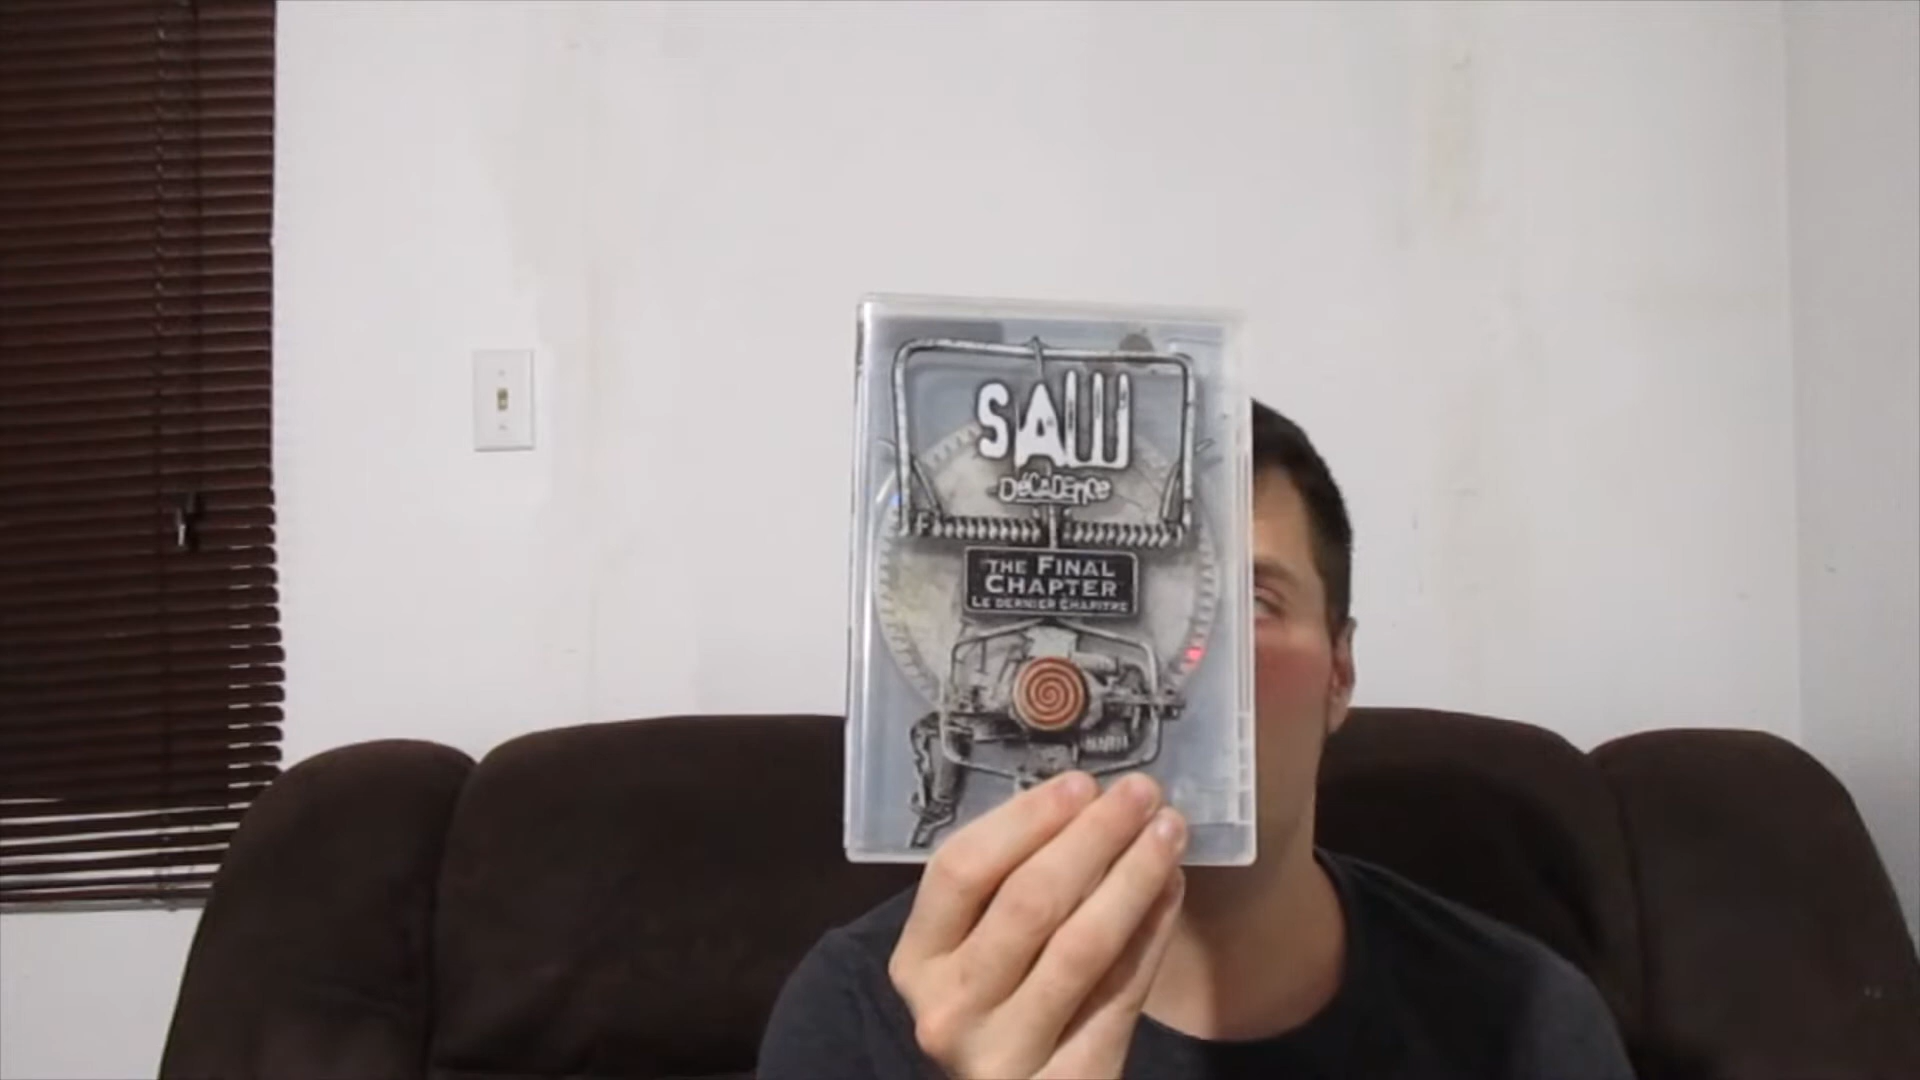 SAW
DéCADEnce
THE FINAL
CHAPTER
LE DERNIER CHAPITRE